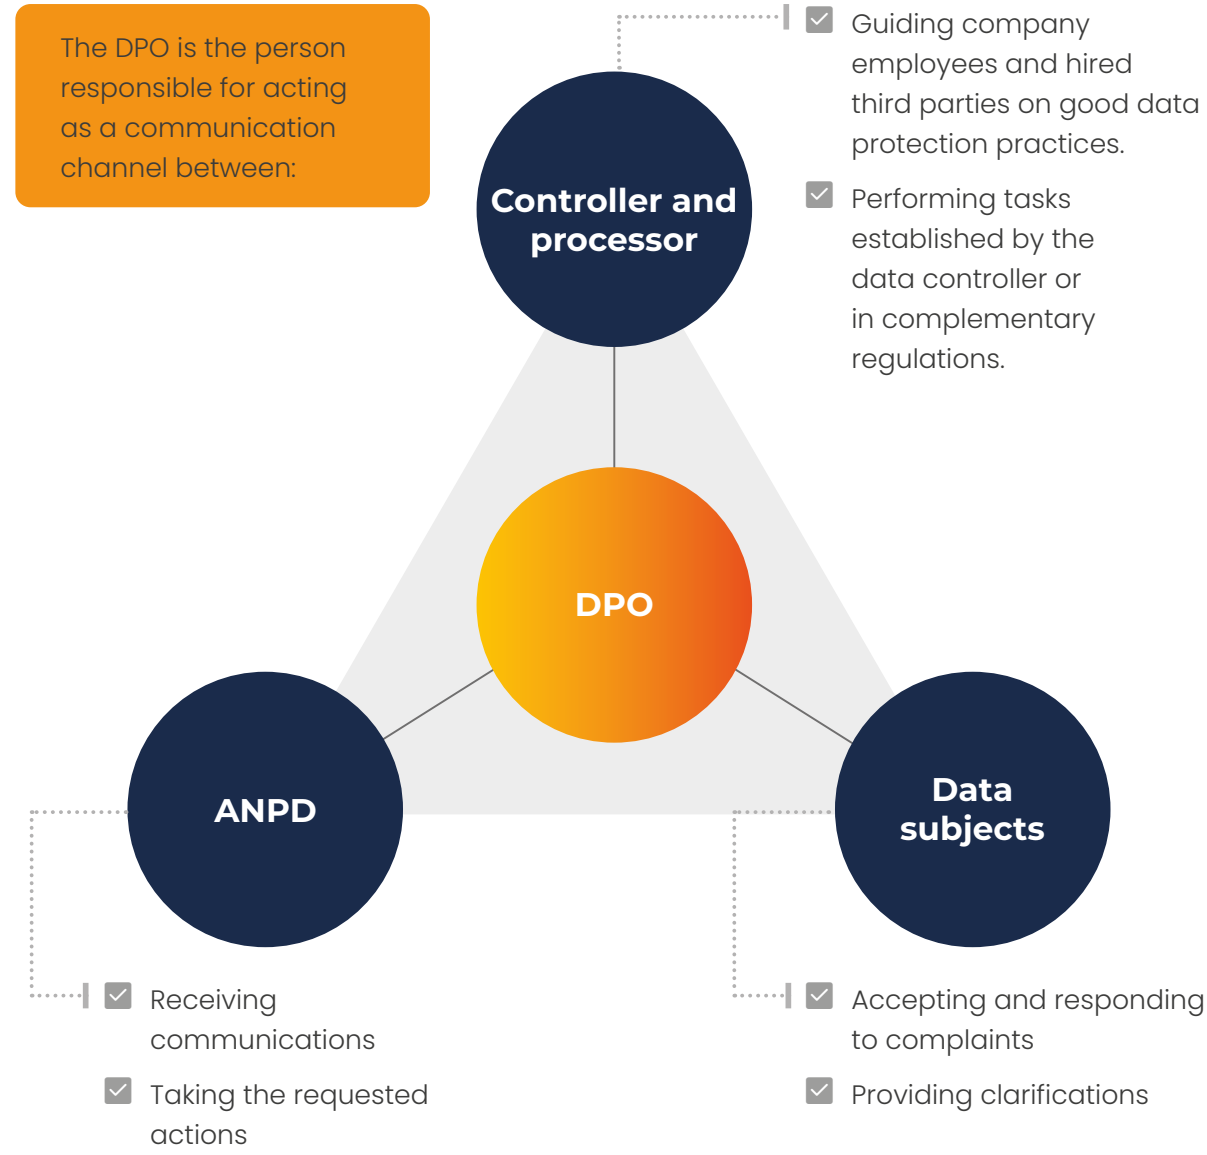 The DPO is the person
responsible for acting
as a communication
channel between:
Guiding company
employees and hired
third parties on good data
protection practices.
Performing tasks
established by the
data controller or
in complementary
regulations.
Controller and
processor
DPO
ANPD
Data
subjects
Receiving
communications
Taking the requested
actions
Accepting and responding
to complaints
Providing clarifications